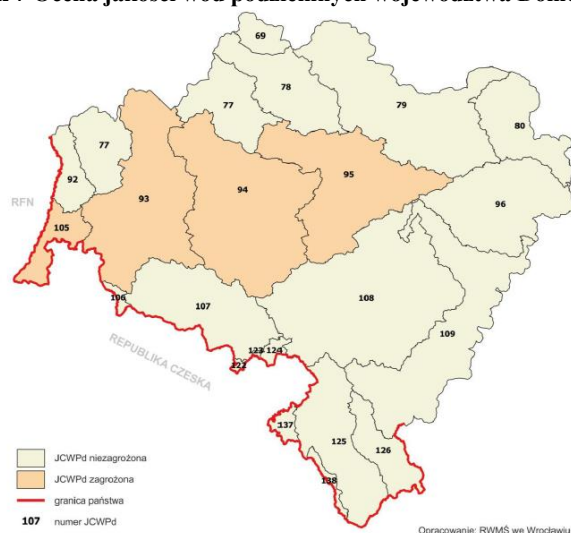 Ocena jakości wód podziemnych województwa
69
78
77
79
80
77
92
93
94
95
96
RFN
105
106
107
108
109
REPUBLIKA CZESKA
123
124
122
137
125
126
138
JCWPd niezagrożona
JCWPd zagrożona
granica państwa
107 numer JCWPd
Opracowanie: RWMŚ we Wrocławiu